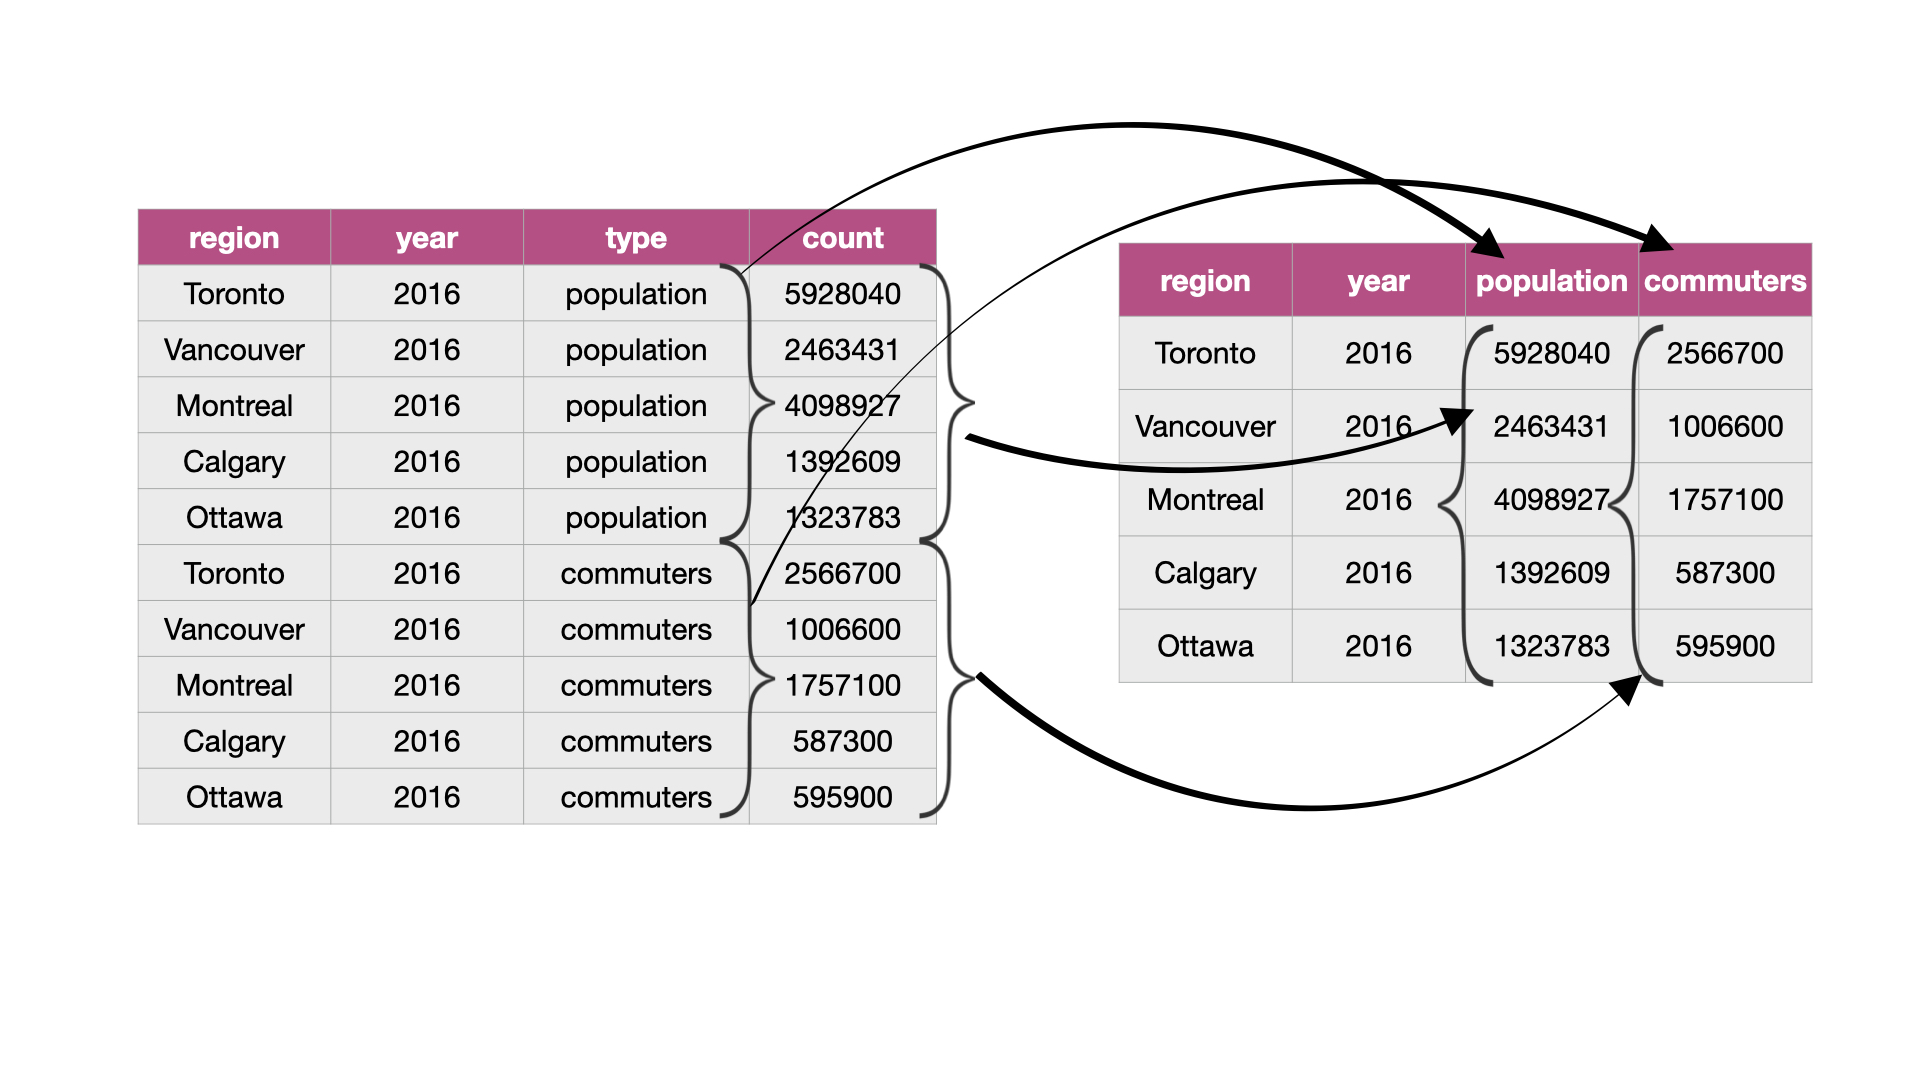 region year type count
Toronto 2016 population 5928040
Vancouver 2016 population 2463431
Montreal 2016 population 4098927
Calgary 2016 population 1392609
Ottawa 2016 population 1323783
Toronto 2016 commuters 2566700
Vancouver 2016 commuters 1006600
Montreal 2016 commuters 1757100
Calgary 2016 commuters 587300
Ottawa 2016 commuters 595900
region year population commuters
Toronto 2016 5928040 2566700
Vancouver 2016 2463431 1006600
Montreal 2016 4098927 1757100
Calgary 2016 1392609 587300
Ottawa 2016 1323783 595900